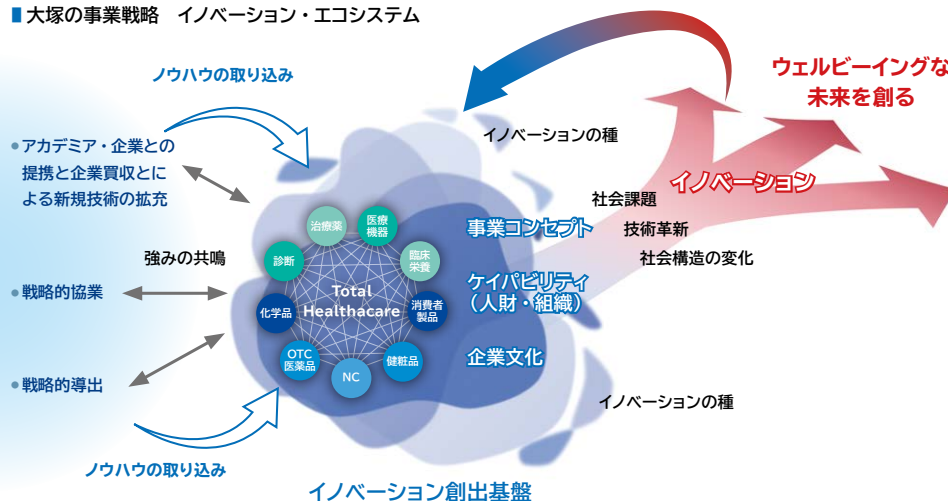 ■ 大塚の事業戦略　イノベーション・エコシステム
ノウハウの取り込み
• アカデミア・企業との
提携と企業買収とに
よる新規技術の拡充
強みの共鳴
• 戦略的協業
• 戦略的導出
ノウハウの取り込み
治療薬
医療
機器
診断
臨床
栄養
Total
Healthacare
化学品
消費者
製品
OTC
医薬品
健粧品
NC
事業コンセプト
ケイパビリティ
（人財・組織）
企業文化
イノベーションの種
ウェルビーイングな
未来を創る
イノベーション
社会課題
技術革新
社会構造の変化
イノベーションの種
イノベーション創出基盤